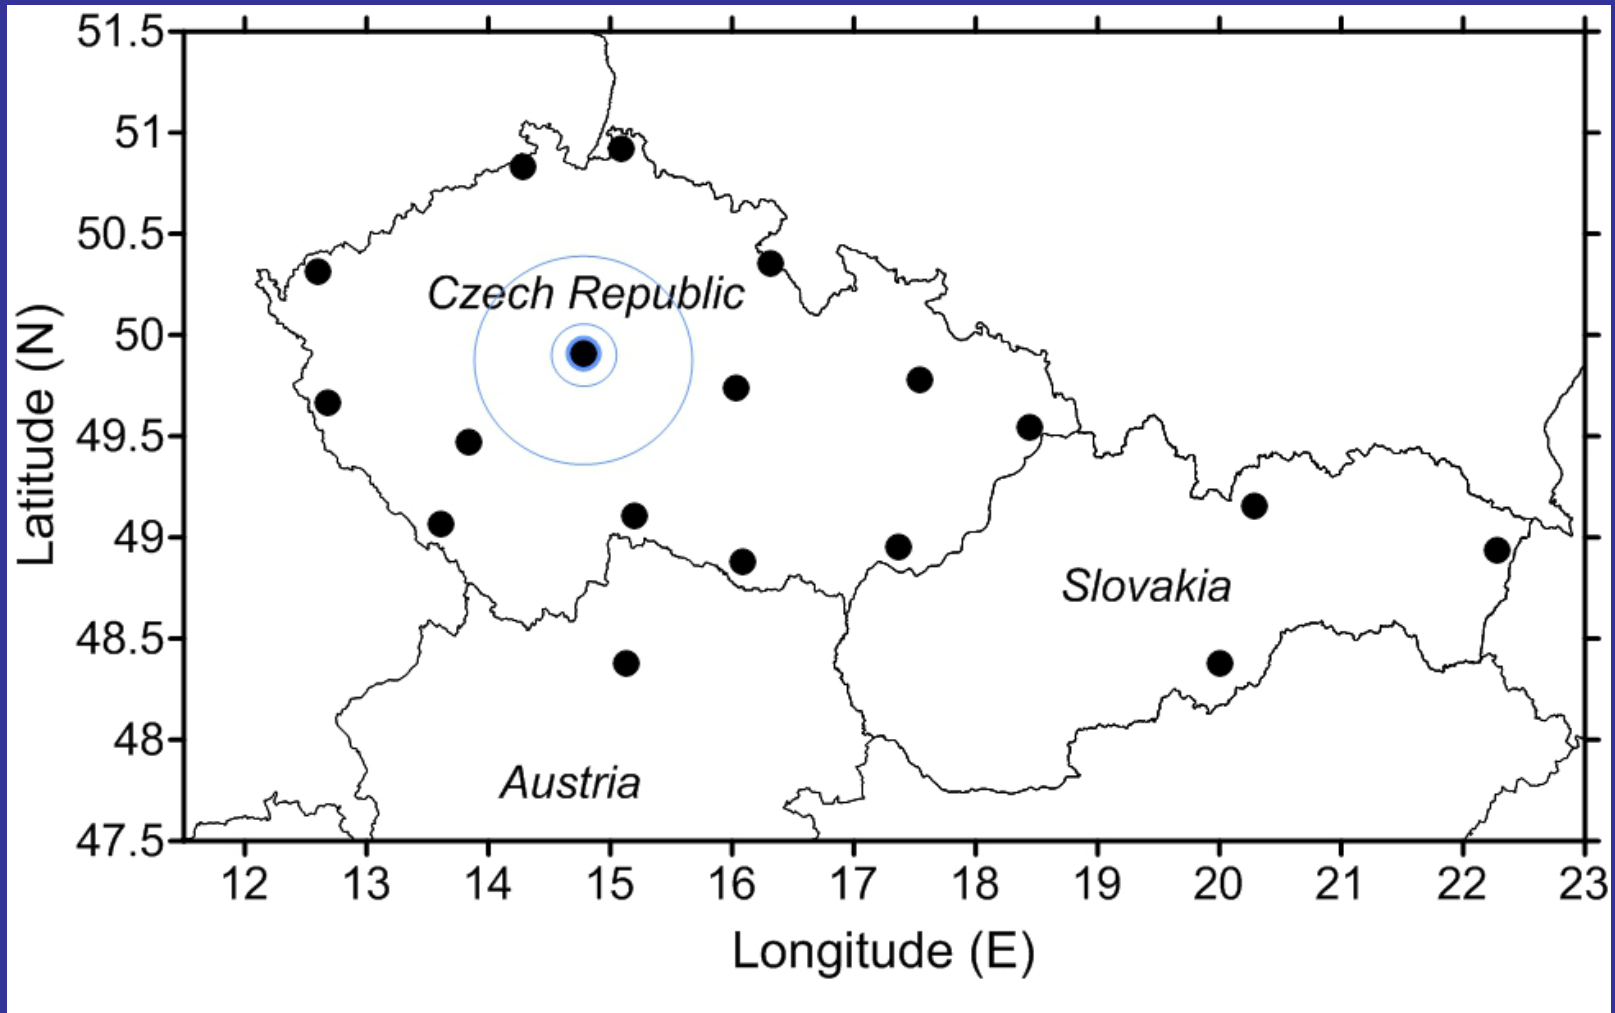 51.5
51
50.5
50
49.5
49
48.5
48
47.5
Latitude (N)
Czech Republic
Slovakia
Austria
12 13 14 15 16 17 18 19 20 21 22 23
Longitude (E)